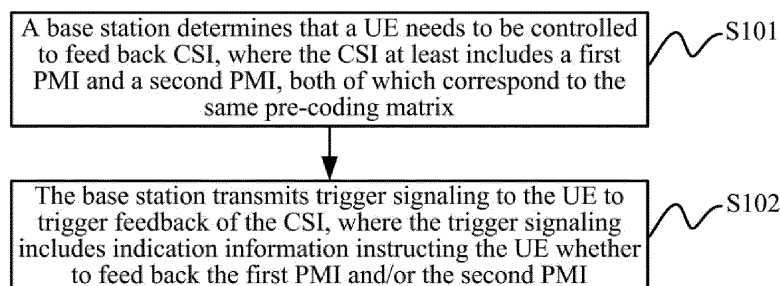 A base station determines that a UE needs to be controlled
to feed back CSI, where the CSI at least includes a first
PMI and a second PMI, both of which correspond to the
same pre-coding matrix
S101
The base station transmits trigger signaling to the UE to
trigger feedback of the CSI, where the trigger signaling
includes indication information instructing the UE whether
to feed back the first PMI and/or the second PMI
S102